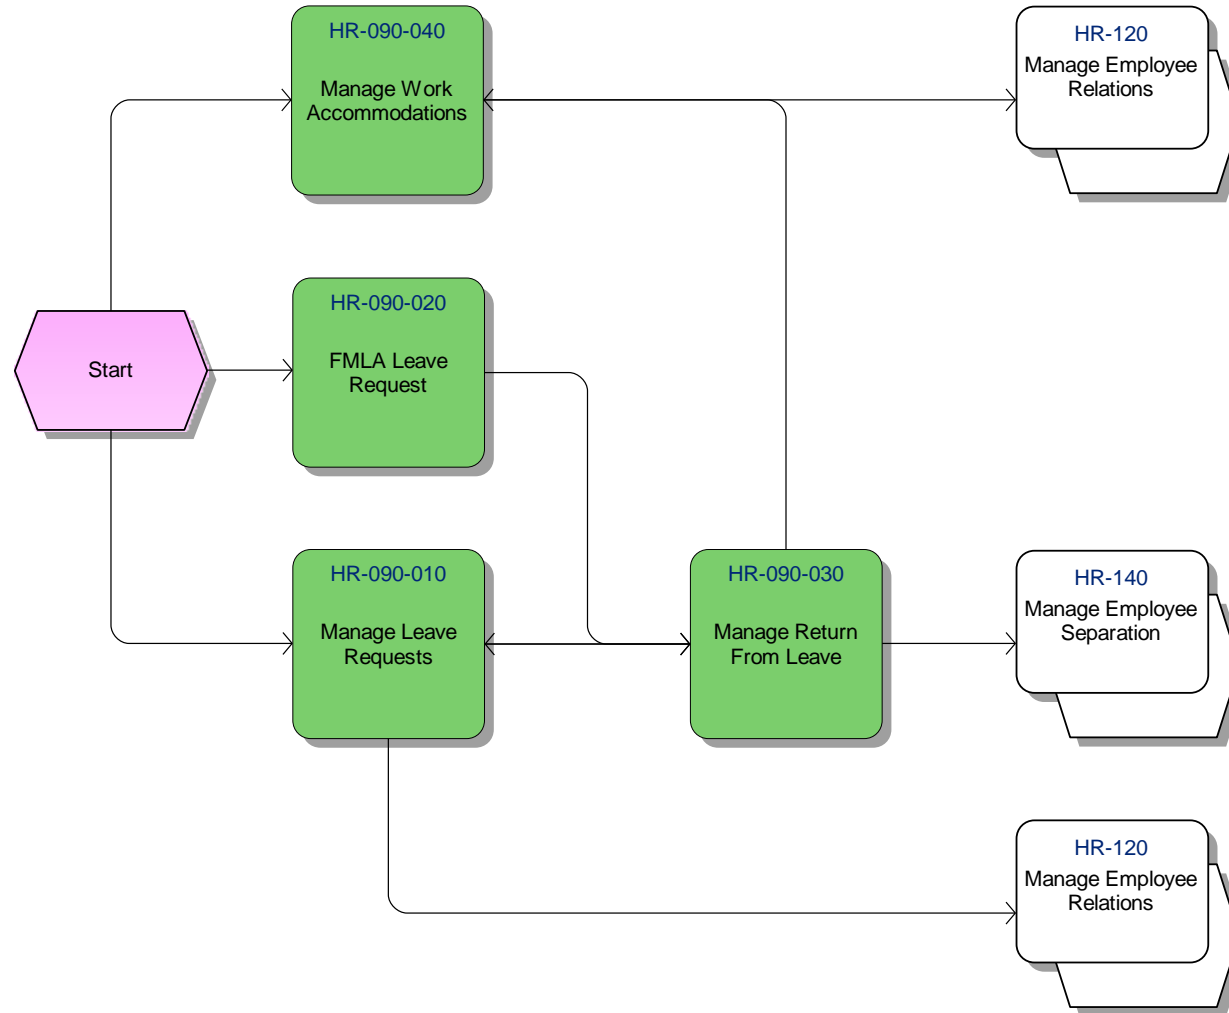 HR-090-040
Manage Work
Accommodations
HR-120
Manage Employee
Relations
HR-090-020
FMLA Leave
Request
Start
HR-090-010
Manage Leave
Requests
HR-090-030
Manage Return
From Leave
HR-140
Manage Employee
Separation
HR-120
Manage Employee
Relations